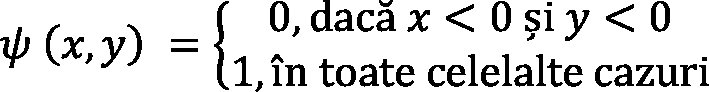 ψ (x, y) = { 0, dacă x < 0 și y < 0
1, în toate celelalte cazuri